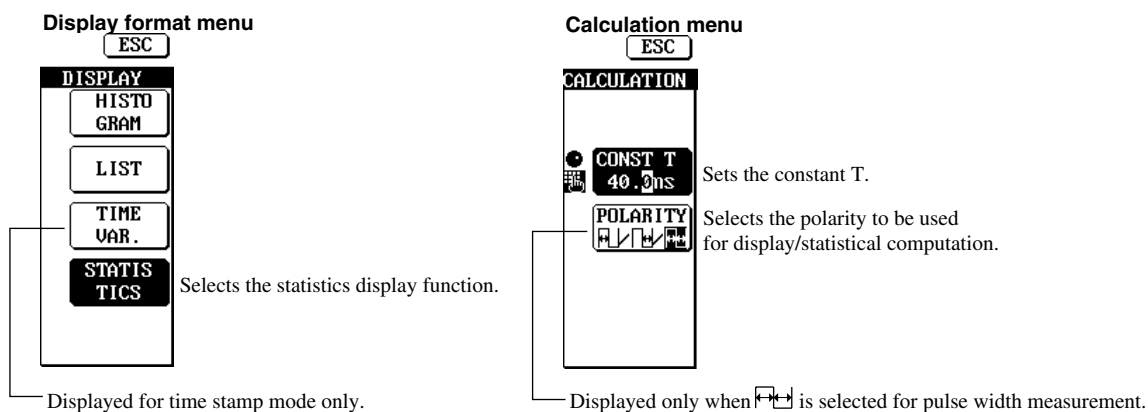 Display format menu
ESC
DISPLAY
HISTO
GRAM
LIST
TIME
VAR.
STATIS
TICS
Selects the statistics display function.
Displayed for time stamp mode only.
Calculation menu
ESC
CALCULATION
CONST T
40.0ns
Sets the constant T.
POLARITY
Selects the polarity to be used
for display/statistical computation.
Displayed only when is selected for pulse width measurement.